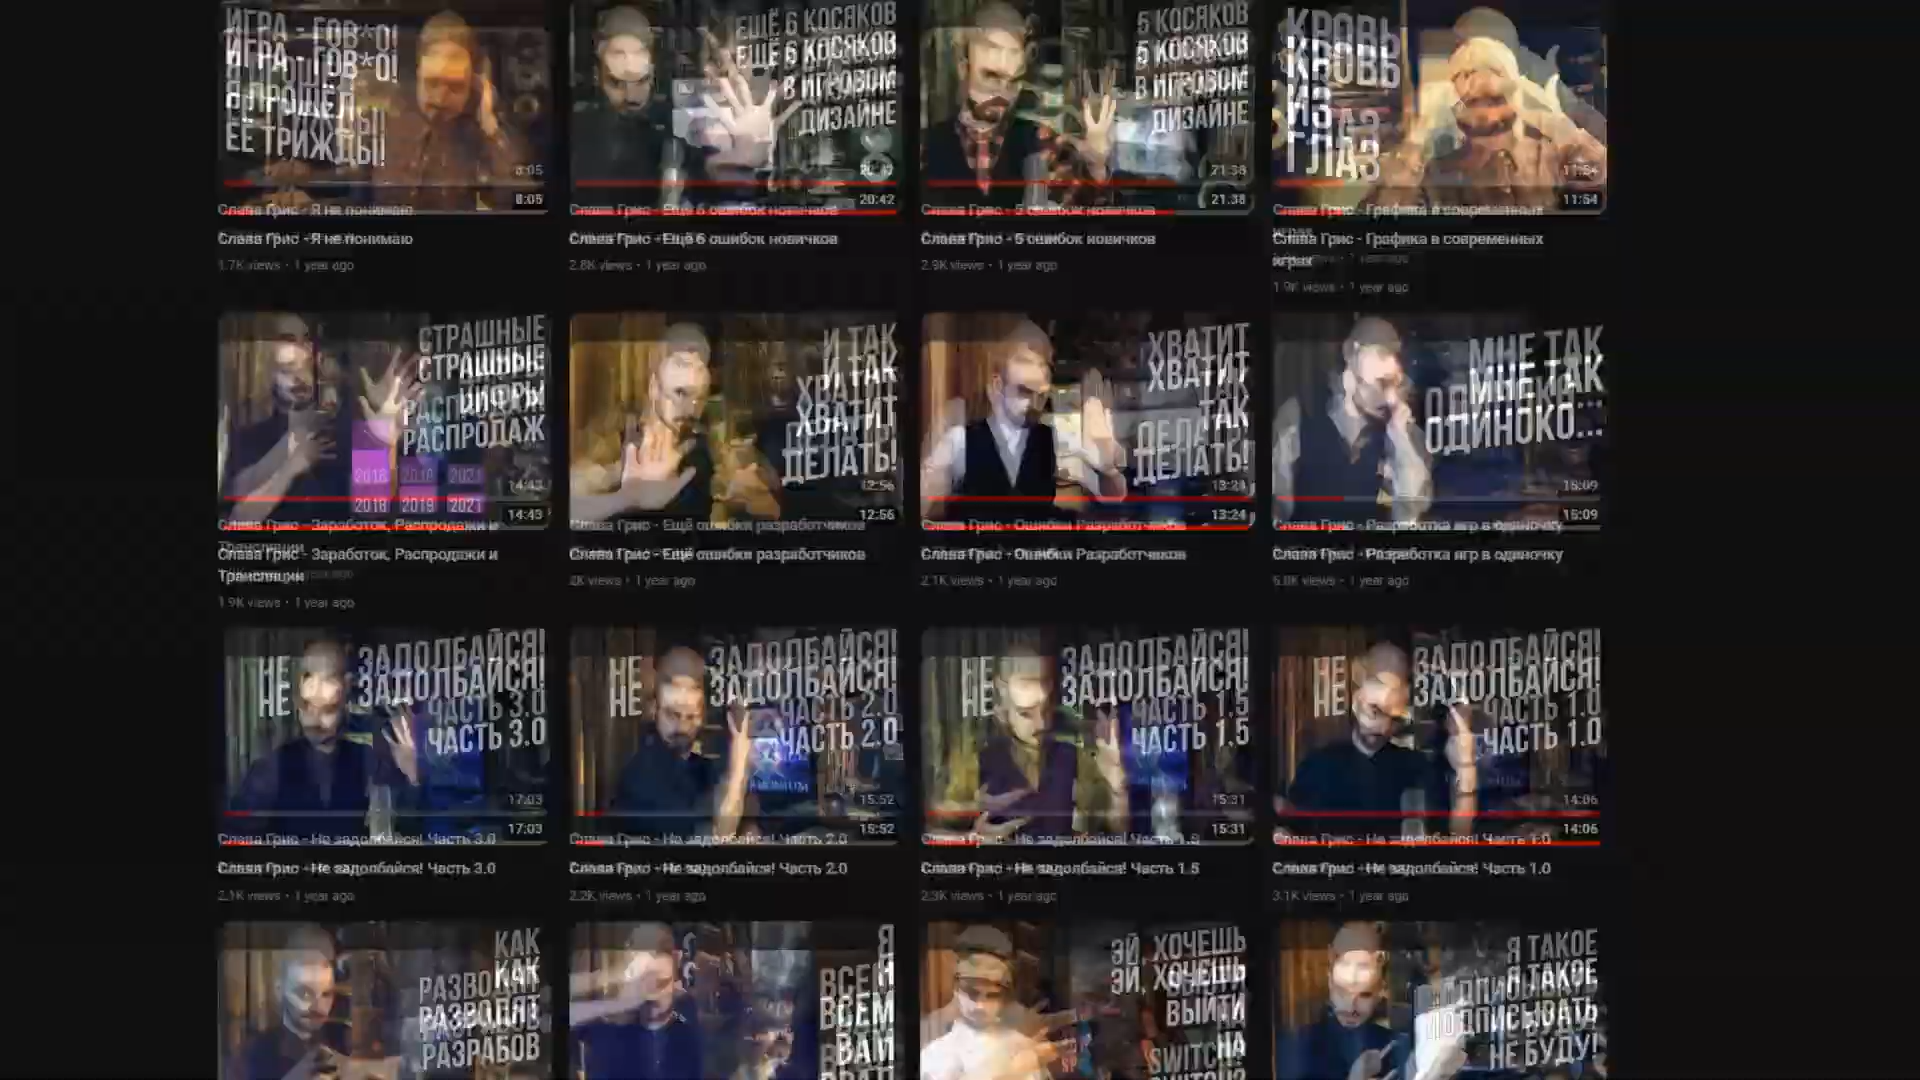 ИГРА - ГОВ*О!
Я ПРОШЁЛ
ЕЁ ТРИЖДЫ!
8:05
Слава Грис - Я не понимаю
1.7K views • 1 year ago
ЕЩЁ 6 КОСЯКОВ
В ИГРОВОМ
ДИЗАЙНЕ
20:42
Слава Грис - Ещё 6 ошибок новичков
2.8K views • 1 year ago
5 КОСЯКОВ
В ИГРОВОМ
ДИЗАЙНЕ
21:38
Слава Грис - 5 ошибок новичков
2.9K views • 1 year ago
КРОВЬ
ИЗ
ГЛАЗ
11:54
Слава Грис - Графика в современных
играх
1.9K views • 1 year ago
СТРАШНЫЕ
ЦИФРЫ
РАСПРОДАЖ
2018 2019 2021
14:43
Слава Грис - Заработок, Распродажи и
Трансляции
1.9K views • 1 year ago
И ТАК
ХВАТИТ
ДЕЛАТЬ!
12:56
Слава Грис - Ещё ошибки разработчиков
2K views • 1 year ago
ХВАТИТ
ТАК
ДЕЛАТЬ!
13:24
Слава Грис - Ошибки Разработчиков
2.1K views • 1 year ago
МНЕ ТАК
ОДИНОКО...
15:09
Слава Грис - Разработка игр в одиночку
1 year ago
НЕ ЗАДОЛБАЙСЯ!
ЧАСТЬ 3.0
17:03
Слава Грис - Не задолбайся! Часть 3.0
2.1K views • 1 year ago
НЕ ЗАДОЛБАЙСЯ!
ЧАСТЬ 2.0
15:52
Слава Грис - Не задолбайся! Часть 2.0
2.2K views • 1 year ago
НЕ ЗАДОЛБАЙСЯ!
ЧАСТЬ 1.5
15:31
Слава Грис - Не задолбайся! Часть 1.5
2.3K views • 1 year ago
НЕ ЗАДОЛБАЙСЯ!
ЧАСТЬ 1.0
14:06
Слава Грис - Не задолбайся! Часть 1.0
3.1K views • 1 year ago
КАК
РАЗВОДЯТ
РАЗРАБОВ
Я
ВСЕМ
ВАМ
ЭЙ, ХОЧЕШЬ
ВЫЙТИ
НА
SWITCH?
Я ТАКОЕ
ПОДПИСЫВАТЬ
НЕ БУДУ!